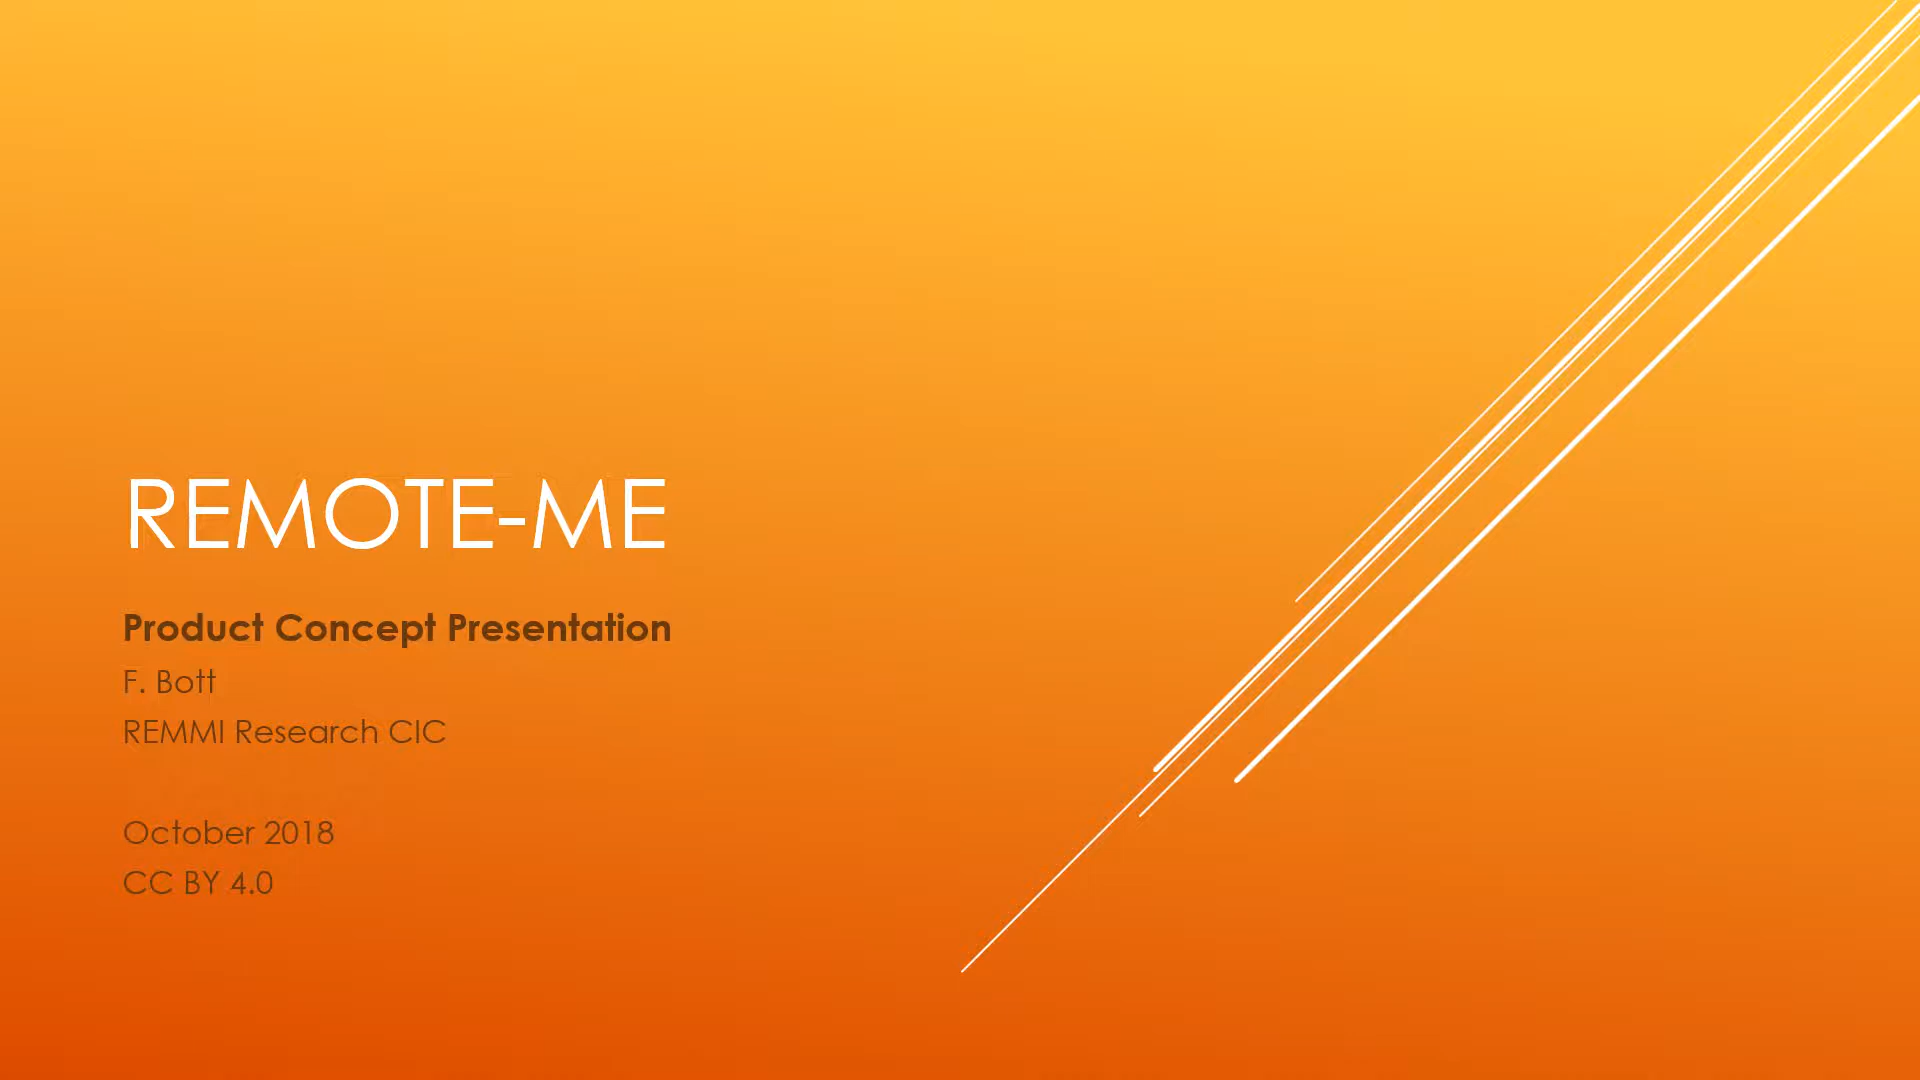 REMOTE-ME
Product Concept Presentation
F. Bott
REMMI Research CIC
October 2018
CC BY 4.0